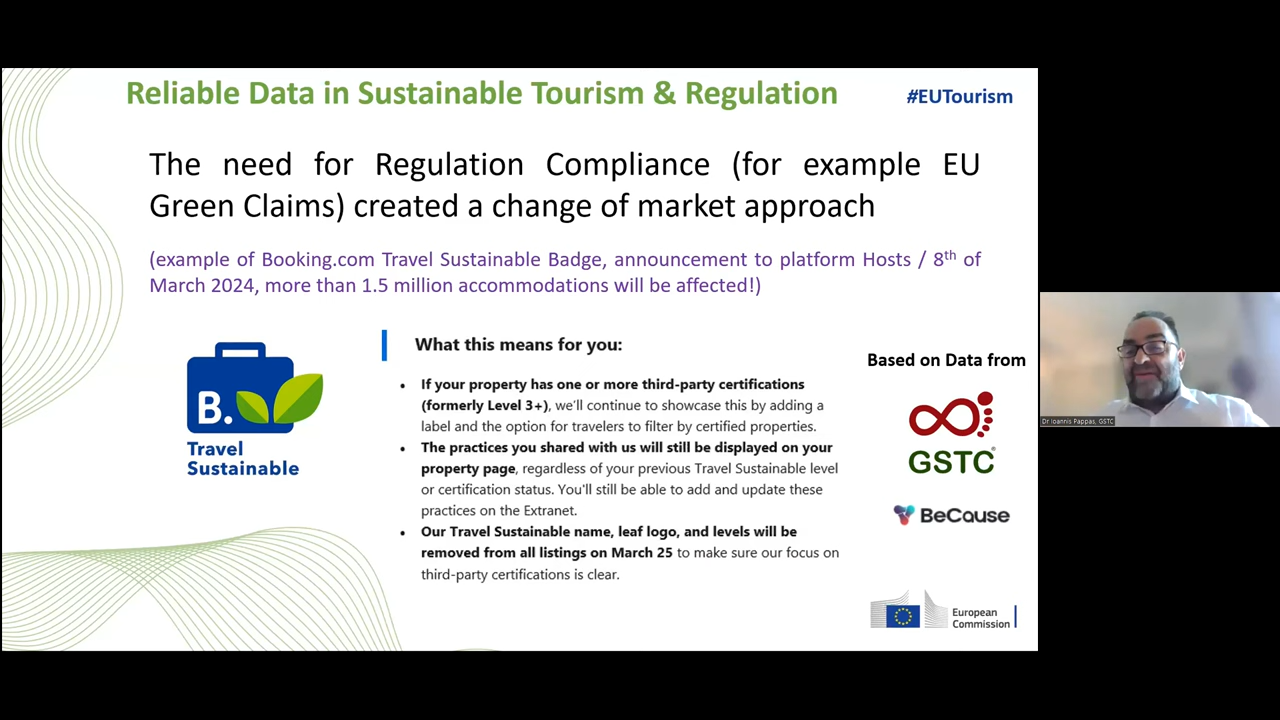 Reliable Data in Sustainable Tourism & Regulation
#EUTourism
The need for Regulation Compliance (for example EU
Green Claims) created a change of market approach
(example of Booking.com Travel Sustainable Badge, announcement to platform Hosts / 8th of
March 2024, more than 1.5 million accommodations will be affected!)
B.
Travel
Sustainable
What this means for you:
• If your property has one or more third-party certifications
(formerly Level 3+), we'll continue to showcase this by adding a
label and the option for travelers to filter by certified properties.
• The practices you shared with us will still be displayed on your
property page, regardless of your previous Travel Sustainable level
or certification status. You'll still be able to add and update these
practices on the Extranet.
• Our Travel Sustainable name, leaf logo, and levels will be
removed from all listings on March 25 to make sure our focus on
third-party certifications is clear.
Based on Data from
GSTC®
BeCause
European
Commission
Dr Ioannis Pappas, GSTC